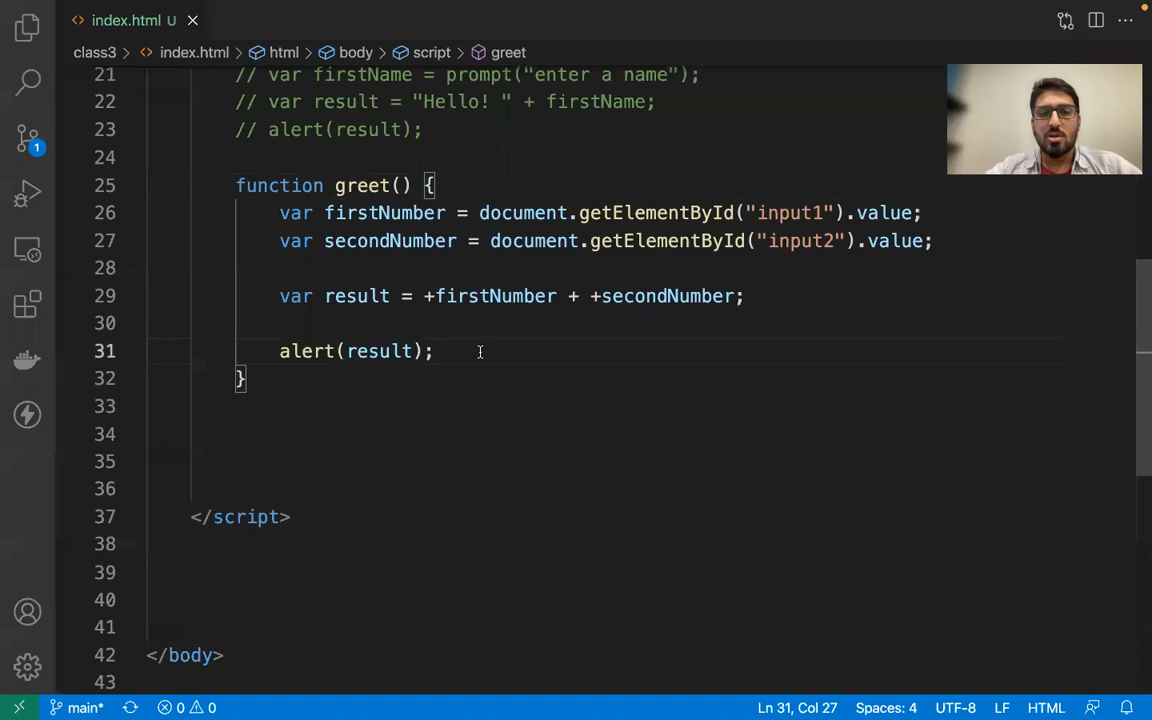 index.html U
class3 > index.html > html > body > script > greet
21 // var firstName = prompt("enter a name");
22 // var result = "Hello! " + firstName;
23 // alert(result);
24
25 function greet() {
26 var firstNumber = document.getElementById("input1").value;
27 var secondNumber = document.getElementById("input2").value;
28
29 var result = +firstNumber + +secondNumber;
30
31 alert(result);
32 }
33
34
35
36
37 </script>
38
39
40
41
42 </body>
43
1
main* 0 0 Ln 31, Col 27 Spaces: 4 UTF-8 LF HTML